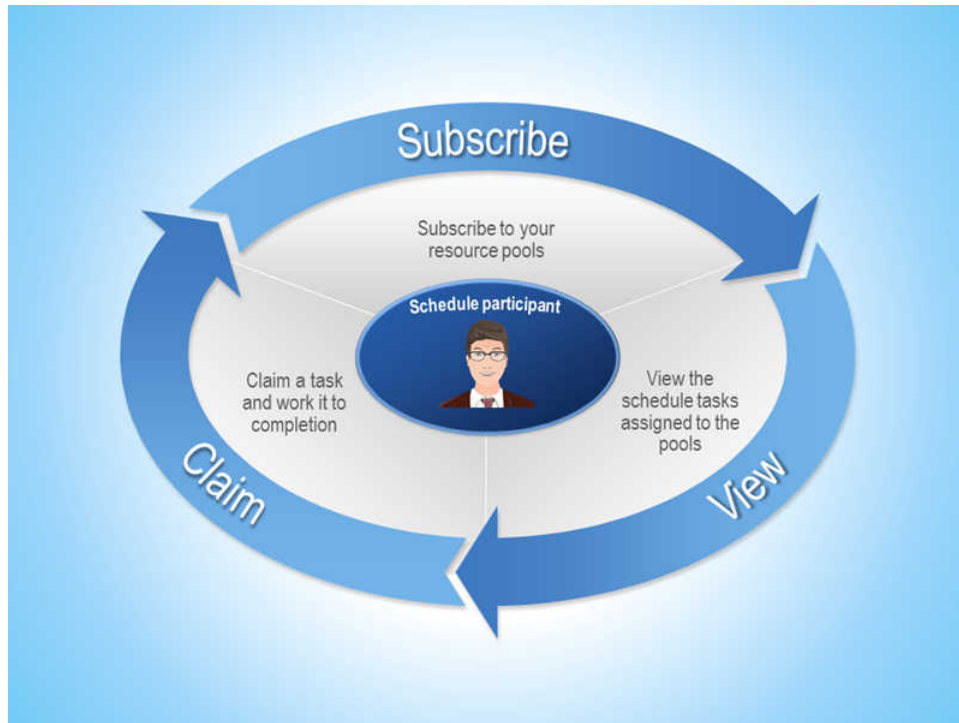 Subscribe
Subscribe to your
resource pools
Schedule participant
View the
schedule tasks
assigned to the
pools
View
Claim a task
and work it to
completion
Claim